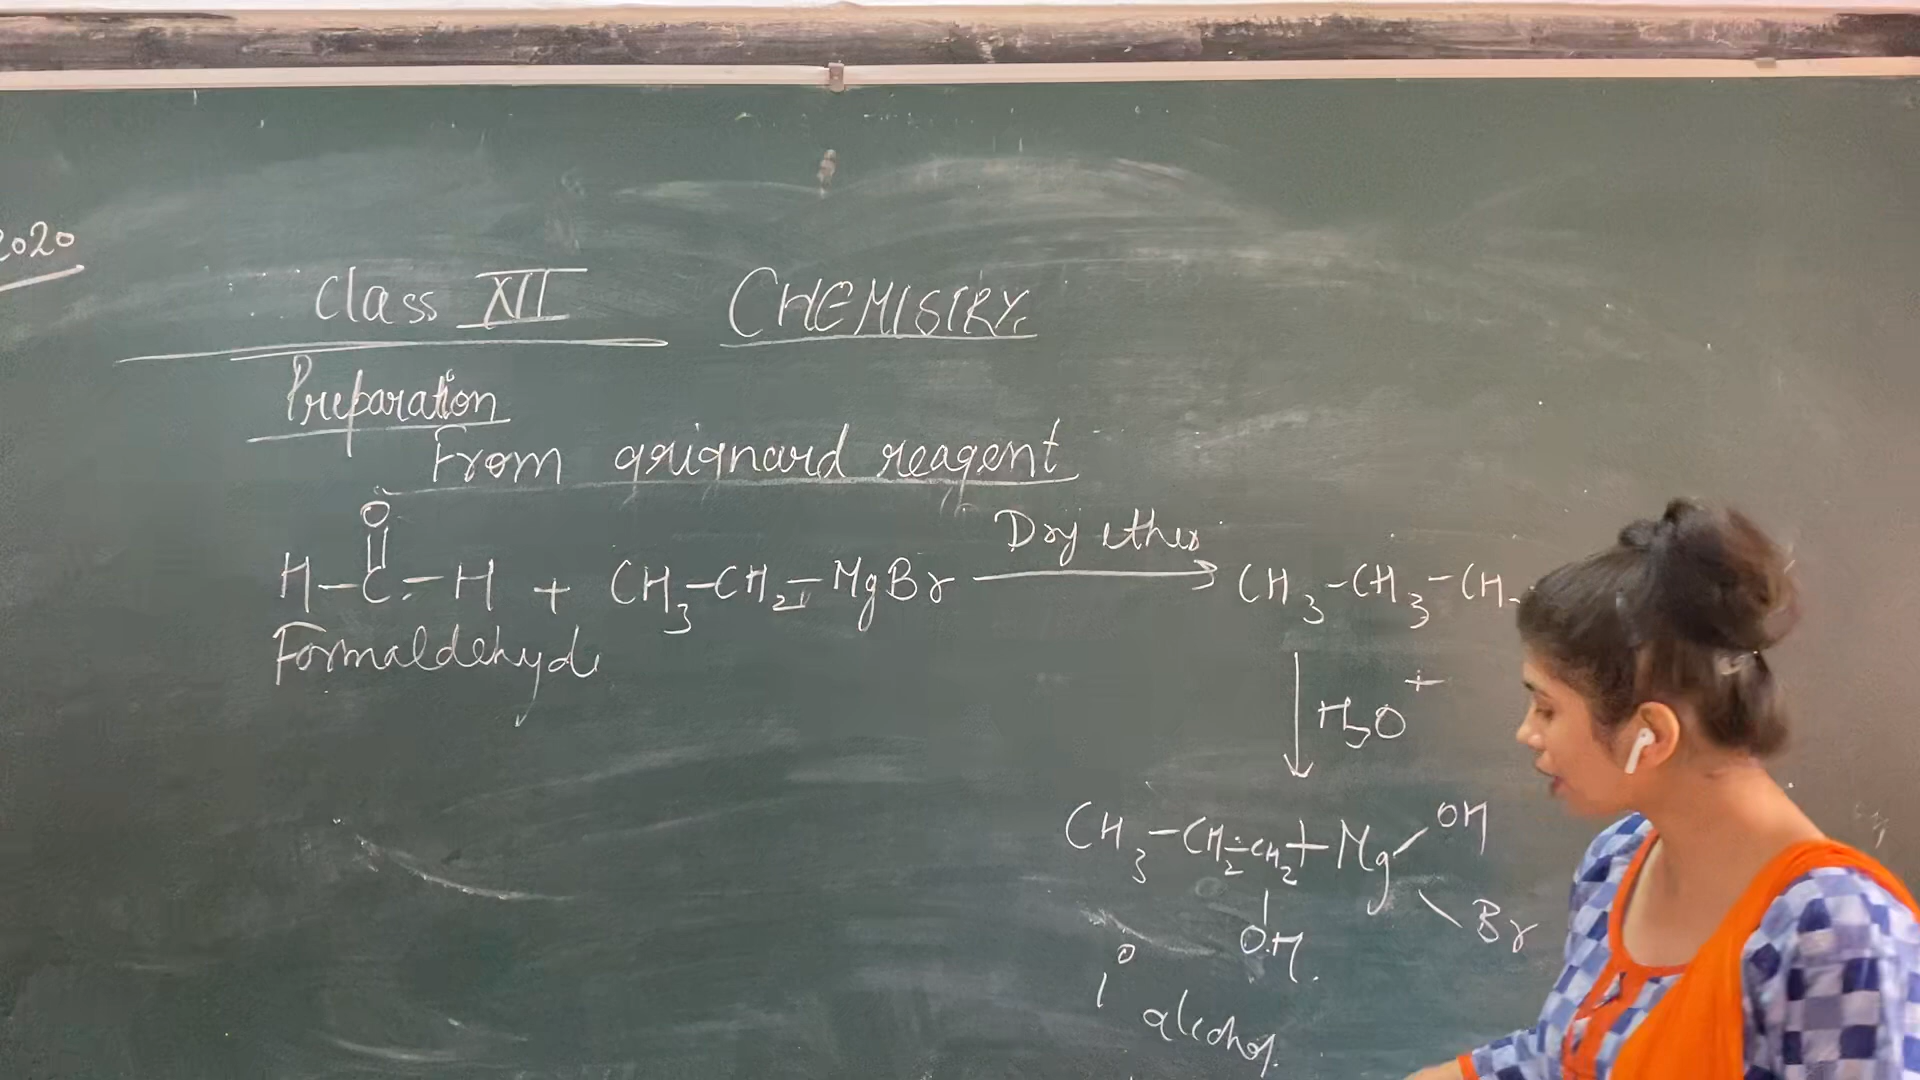 2020
Class XII CHEMISTRY
Preparation
From grignard reagent
O
||
H-C-H + CH3-CH2-MgBr Dry ether → CH3-CH3-CH-
Formaldehyde
↓ H3O+
CH3-CH2-CH2 + Mg OH
Br
|
OH
1° alcohol